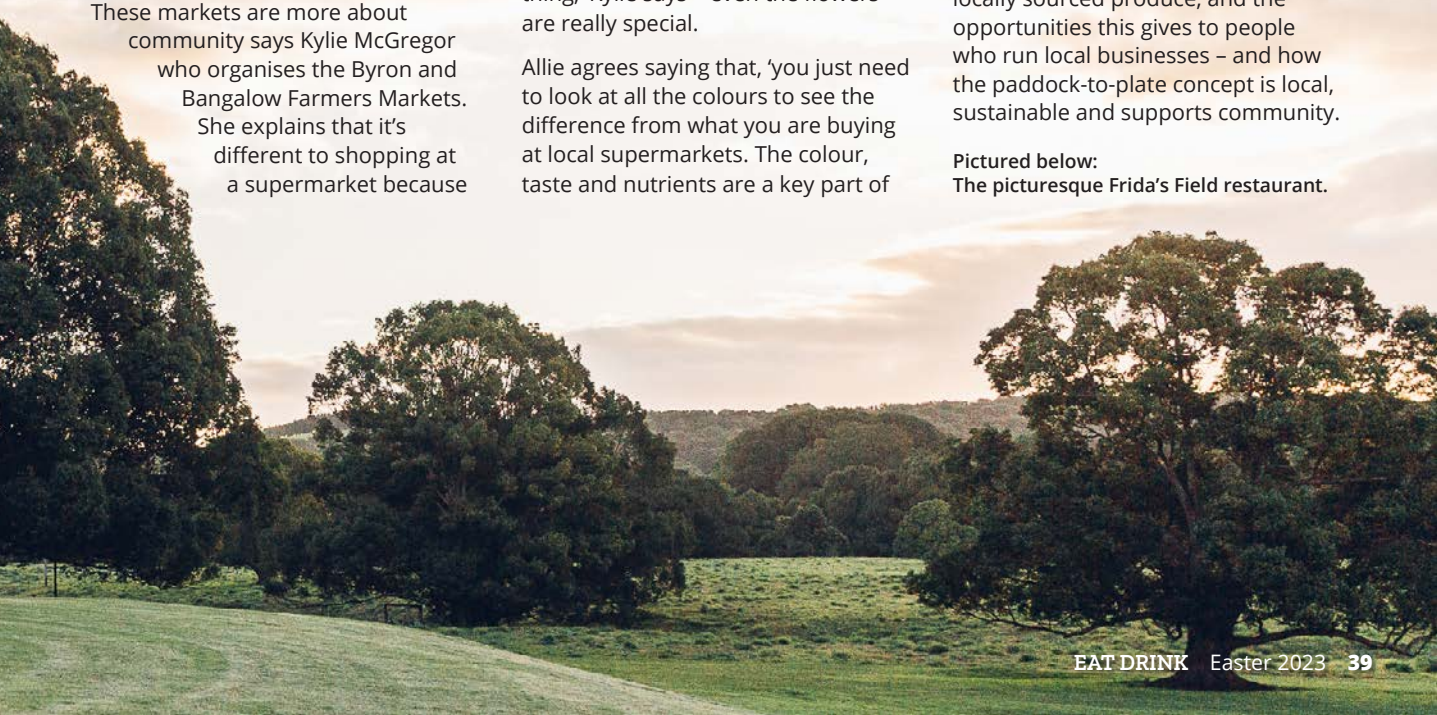 These markets are more about
community says Kylie McGregor
who organises the Byron and
Bangalow Farmers Markets.
She explains that it’s
different to shopping at
a supermarket because
are really special.
Allie agrees saying that, ‘you just need
to look at all the colours to see the
difference from what you are buying
at local supermarkets. The colour,
taste and nutrients are a key part of
locally sourced produce, and the
opportunities this gives to people
who run local businesses – and how
the paddock-to-plate concept is local,
sustainable and supports community.
Pictured below:
The picturesque Frida’s Field restaurant.
EAT DRINK Easter 2023 39